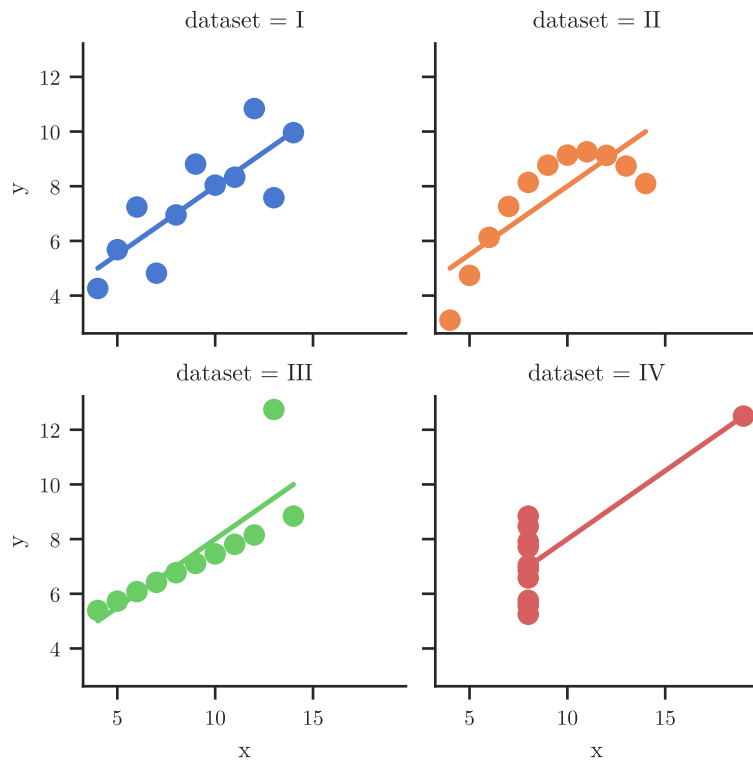 dataset = I
dataset = II
12
10
8
6
4
y
dataset = III
dataset = IV
12
10
8
6
4
y
5
10
15
5
10
15
x
x